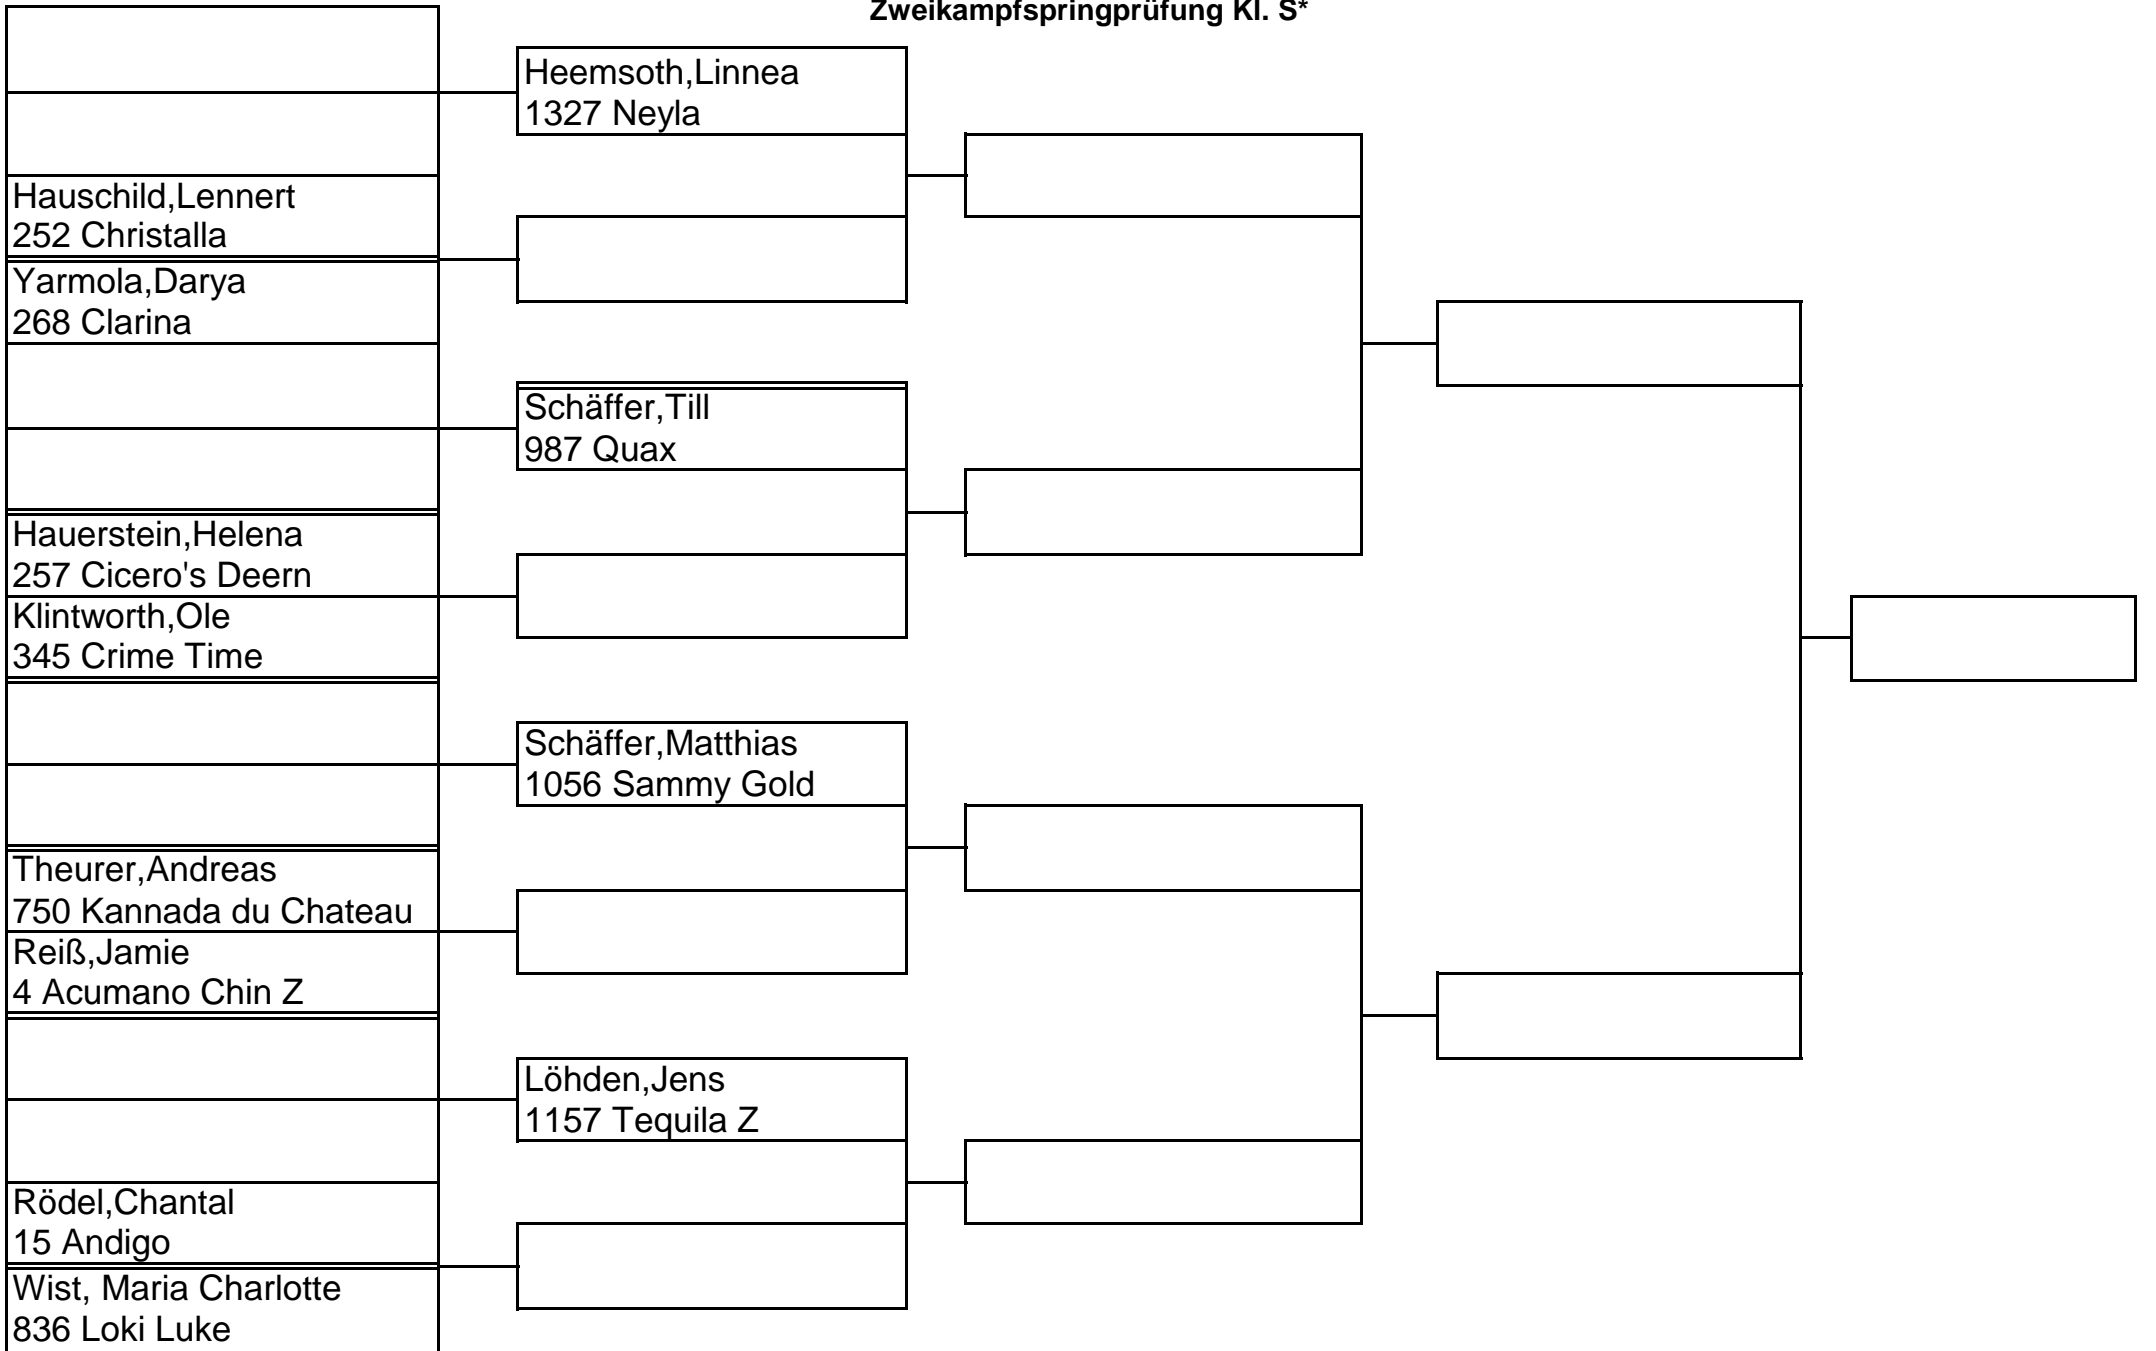 Zweikampfspringprüfung Kl. S*
Heemsoth,Linnea
1327 Neyla
Hauschild,Lennert
252 Christalla
Yarmola,Darya
268 Clarina
Schäffer,Till
987 Quax
Hauerstein,Helena
257 Cicero's Deern
Klintworth,Ole
345 Crime Time
Schäffer,Matthias
1056 Sammy Gold
Theurer,Andreas
750 Kannada du Chateau
Reiß,Jamie
4 Acumano Chin Z
Löhden,Jens
1157 Tequila Z
Rödel,Chantal
15 Andigo
Wist, Maria Charlotte
836 Loki Luke